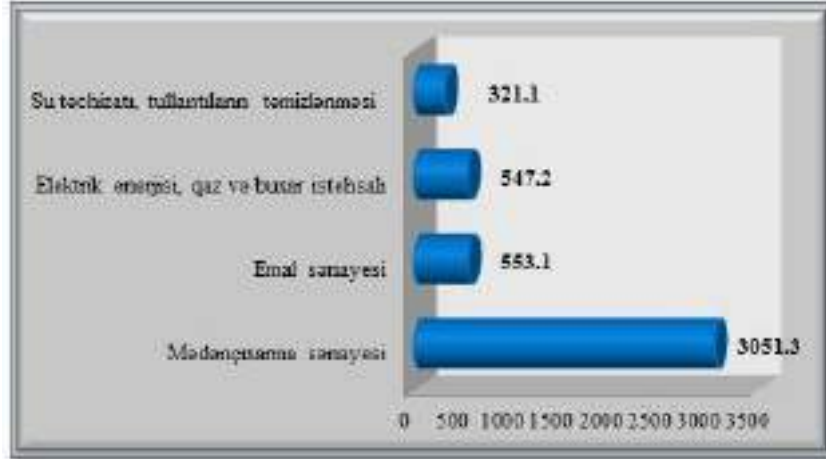 Su təchizatı, tullantıların təmizlənməsi 321.1
Elektrik enerjisi, qaz və buxar istehsalı 547.2
Emal sənayesi 553.1
Mədənçıxarma sənayesi 3051.3
0 500 1000 1500 2000 2500 3000 3500